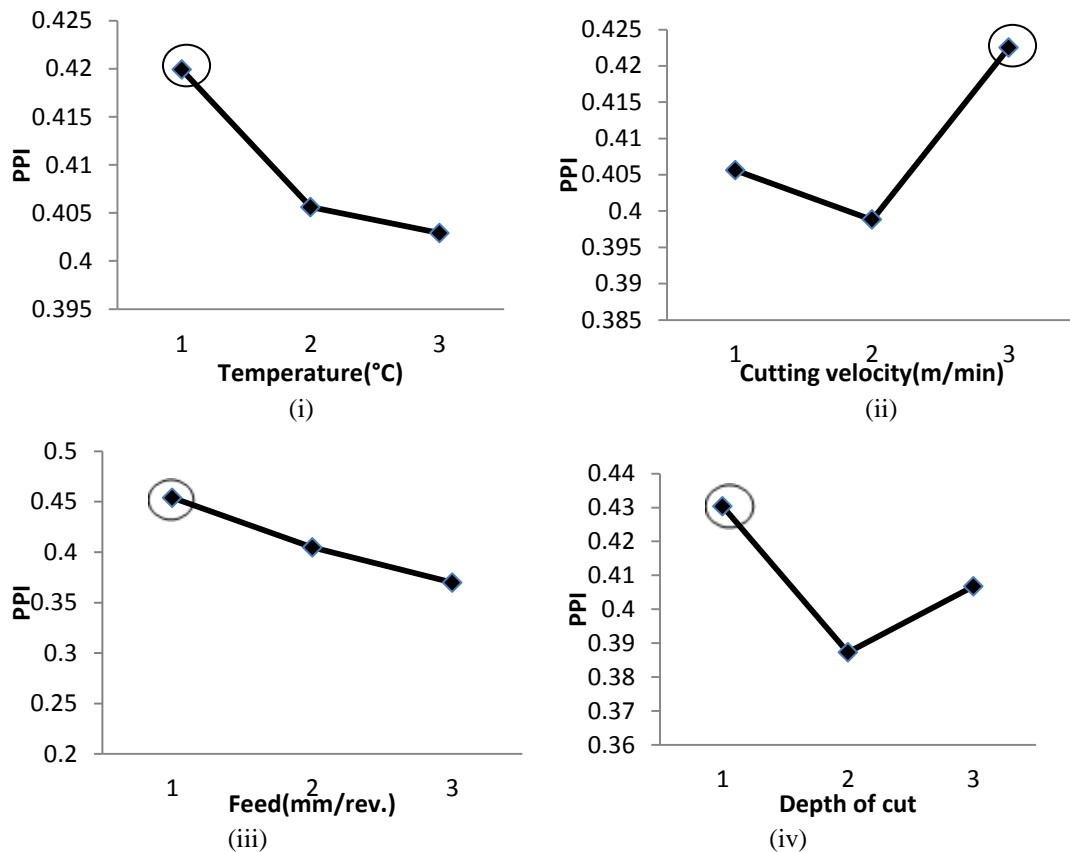 0.425
0.42
0.415
0.41
0.405
0.4
0.395
PPI
1 2 3
Temperature(°C)
(i)
0.425
0.42
0.415
0.41
0.405
0.4
0.395
0.39
0.385
PPI
1 2 3
Cutting velocity(m/min)
(ii)
0.5
0.45
0.4
0.35
0.3
0.25
0.2
PPI
1 2 3
Feed(mm/rev.)
(iii)
0.44
0.43
0.42
0.41
0.4
0.39
0.38
0.37
0.36
PPI
1 2 3
Depth of cut
(iv)